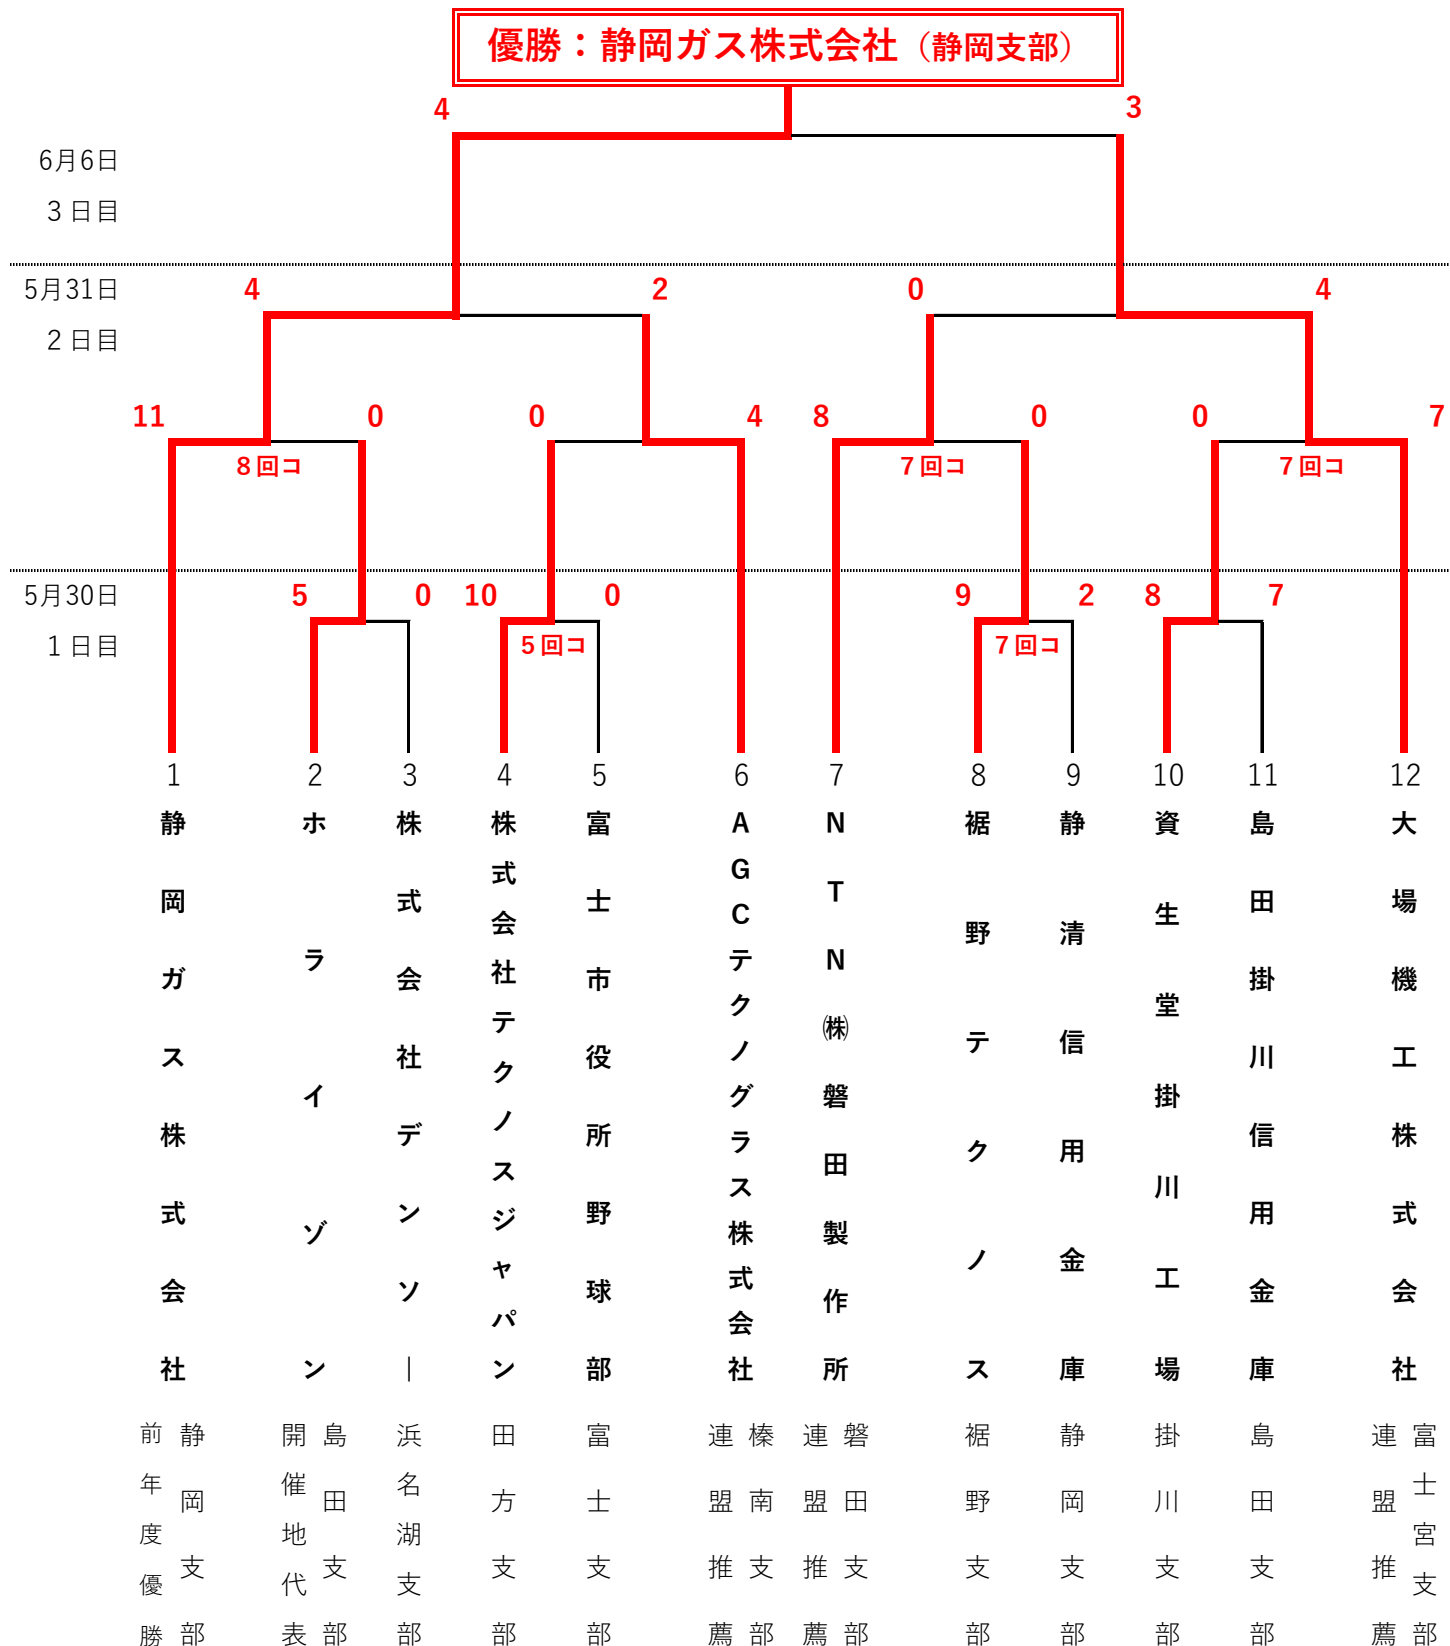 優勝：静岡ガス株式会社（静岡支部）
4
3
6月6日
3日目
5月31日
2日目
4
2
0
4
11
0
0
4
8
0
0
7
8回コ
7回コ
7回コ
5月30日
1日目
5
0
10
0
9
2
8
7
5回コ
7回コ
1
2
3
4
5
6
7
8
9
10
11
12
静岡ガス株式会社
ホライゾン
株式会社デンソー
株式会社テクノスジャパン
富士市役所野球部
AGCテクノグラス株式会社
NTN㈱磐田製作所
裾野テクノス
静清信用金庫
資生堂掛川工場
島田掛川信用金庫
大場機工株式会社
静岡支部
前年度優勝
島田支部
開催地代表
浜名湖支部
田方支部
富士支部
榛南支部
連盟推薦
磐田支部
連盟推薦
裾野支部
静岡支部
掛川支部
島田支部
富士宮支部
連盟推薦